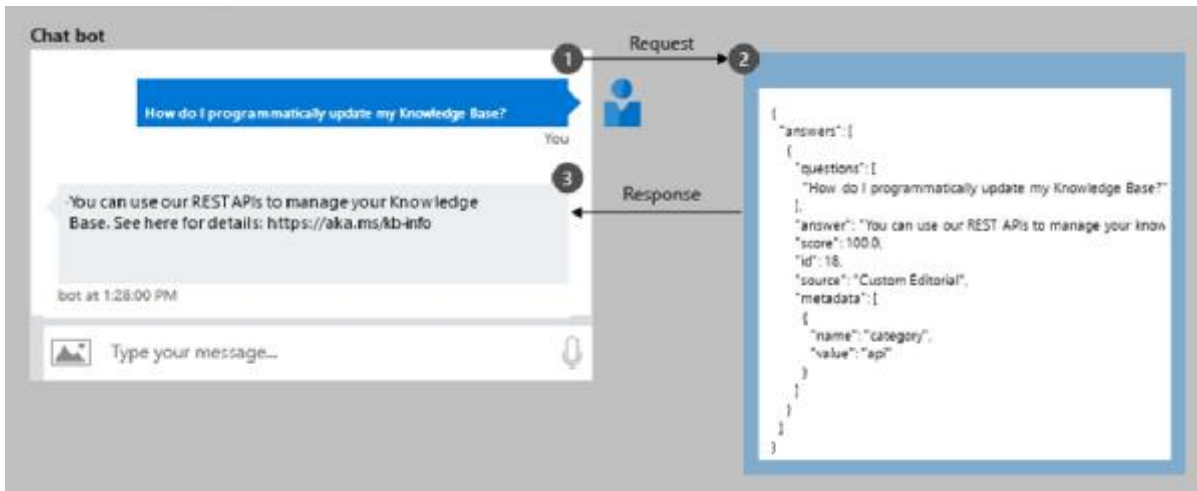 Chat bot
1
Request
2
How do I programmatically update my Knowledge Base?
You
3
Response
You can use our REST APIs to manage your Knowledge
Base. See here for details: https://aka.ms/kb-info
bot at 1:28:00 PM
Type your message...
{
"answers": [
{
"questions": [
"How do I programmatically update my Knowledge Base?"
],
"answer": "You can use our REST APIs to manage your know
"score": 100.0,
"id": 18,
"source": "Custom Editorial",
"metadata": [
{
"name": "category",
"value": "api"
}
]
}
]
}